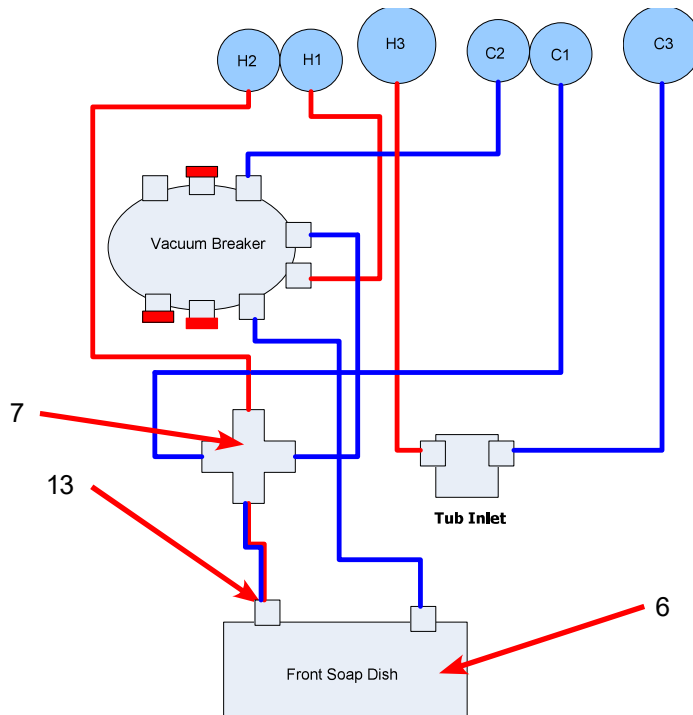 H2
H1
H3
C2
C1
C3
Vacuum Breaker
7
13
Tub Inlet
6
Front Soap Dish